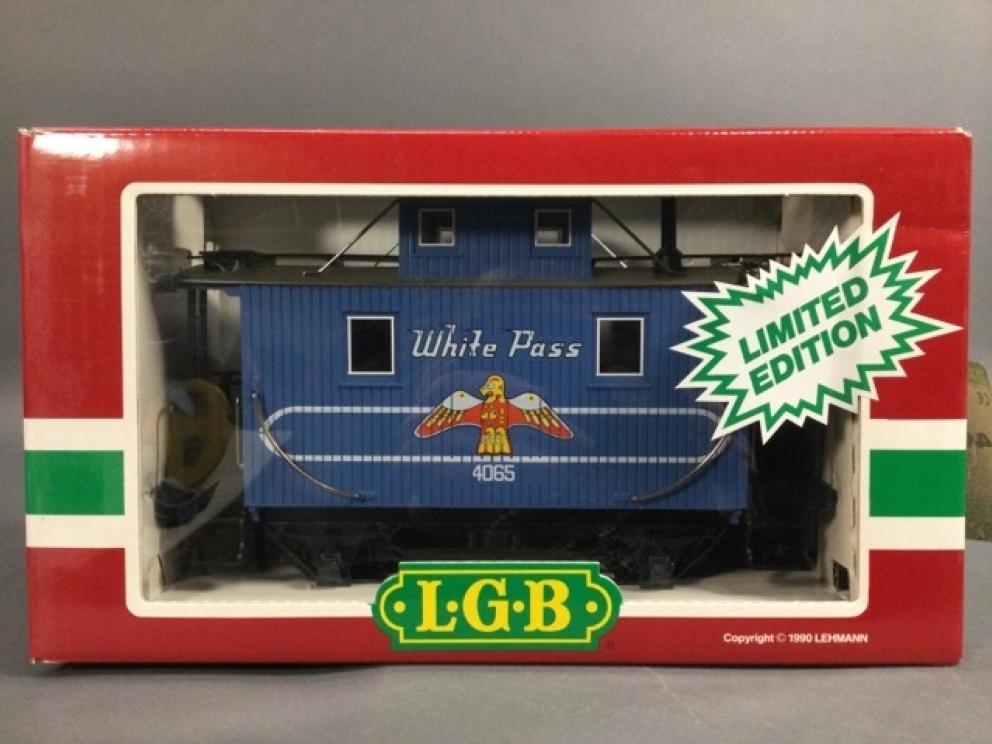 White Pass
4065
LIMITED
EDITION
L·G·B
®
Copyright © 1990 LEHMANN